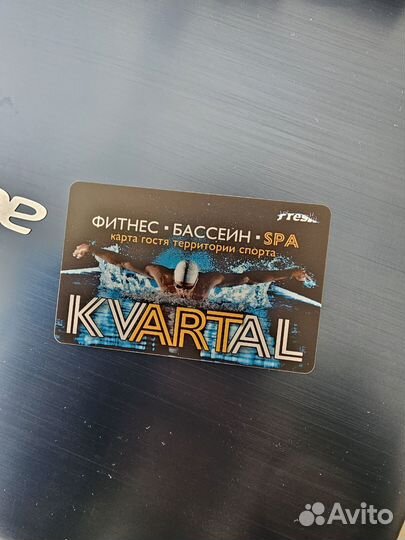 ФИТНЕС • БАССЕЙН • SPA
карта гостя территории спорта
KVARTAL
Avito